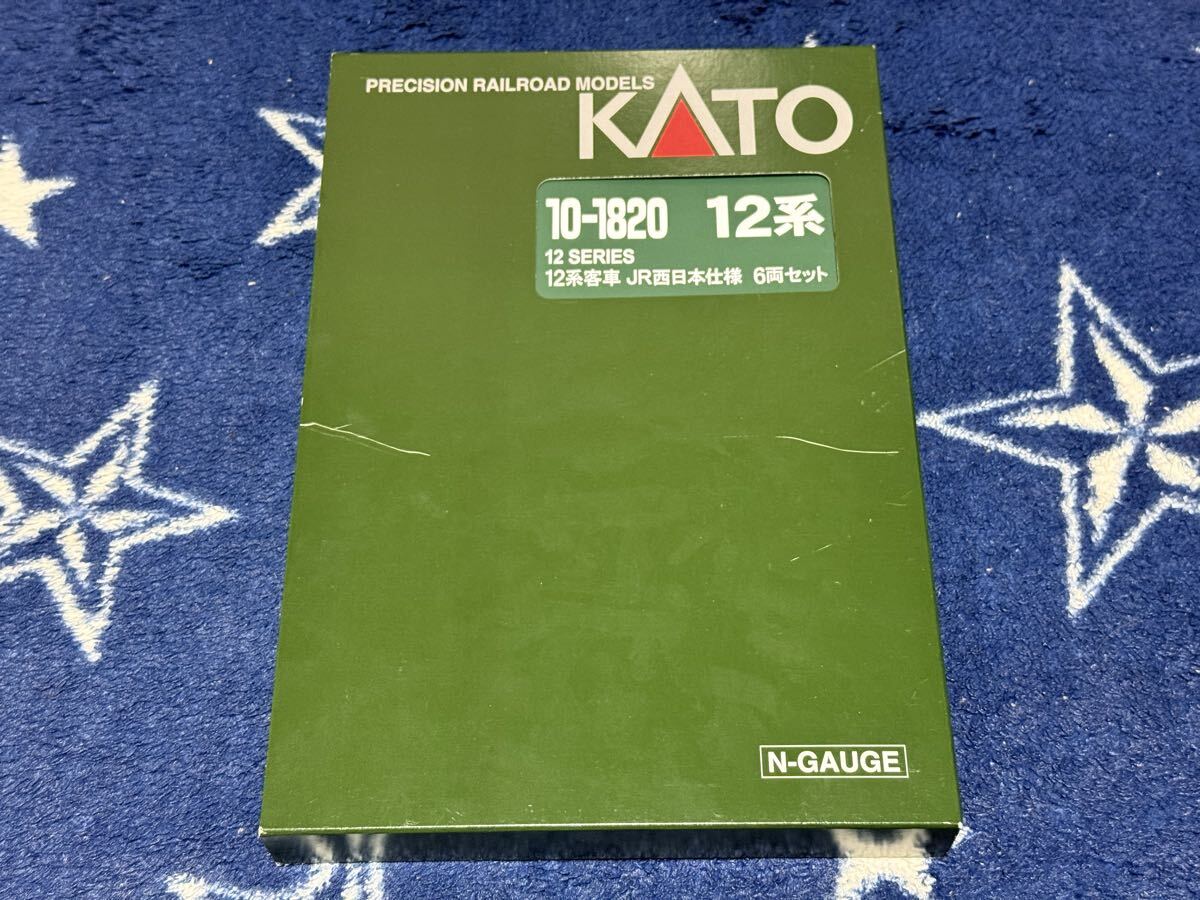 PRECISION RAILROAD MODELS
KATO
10-1820 12系
12 SERIES
12系客車 JR西日本仕様 6両セット
N-GAUGE